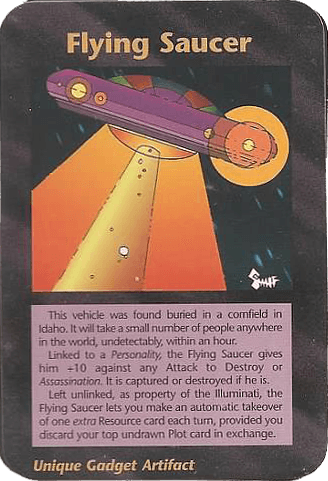 Flying Saucer
This vehicle was found buried in a cornfield in
Idaho. It will take a small number of people anywhere
in the world, undetectably, within an hour.
Linked to a Personality, the Flying Saucer gives
him +10 against any Attack to Destroy or
Assassination. It is captured or destroyed if he is.
Left unlinked, as property of the Illuminati, the
Flying Saucer lets you make an automatic takeover
of one extra Resource card each turn, provided you
discard your top undrawn Plot card in exchange.
Unique Gadget Artifact